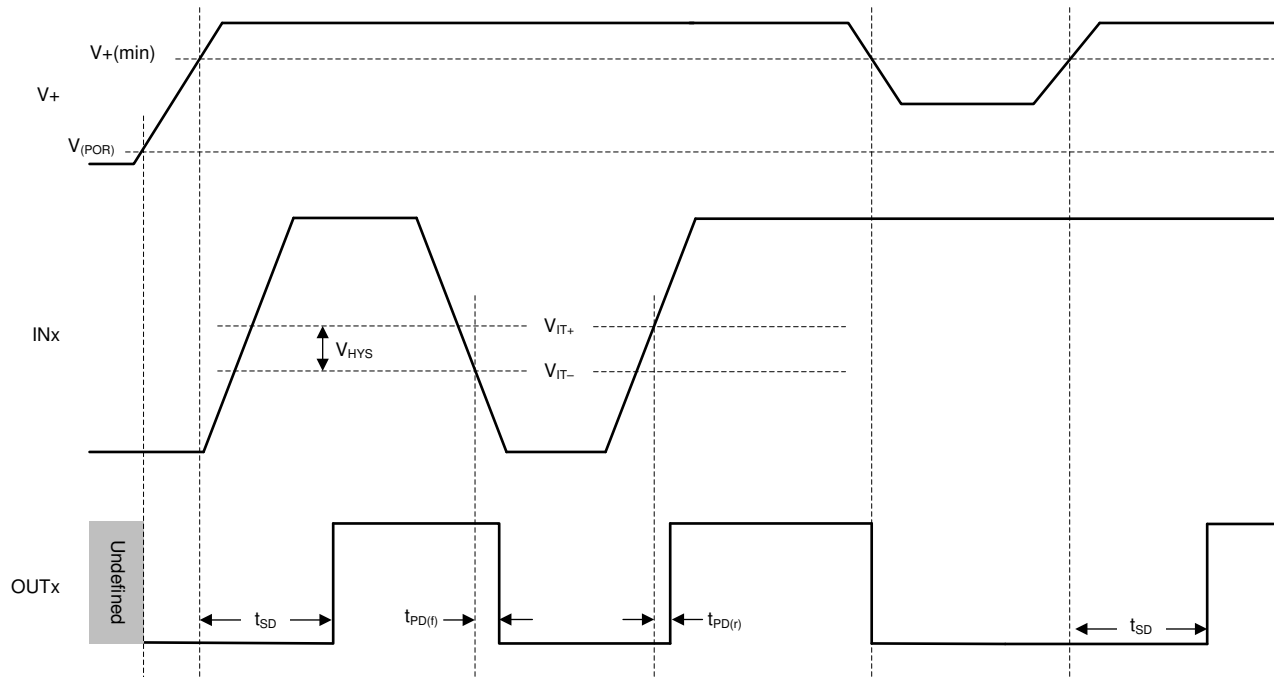 V+(min)
V+
V(POR)
INx
VIT+
VHYS
VIT–
OUTx
Undefined
tSD
tPD(f)
tPD(r)
tSD